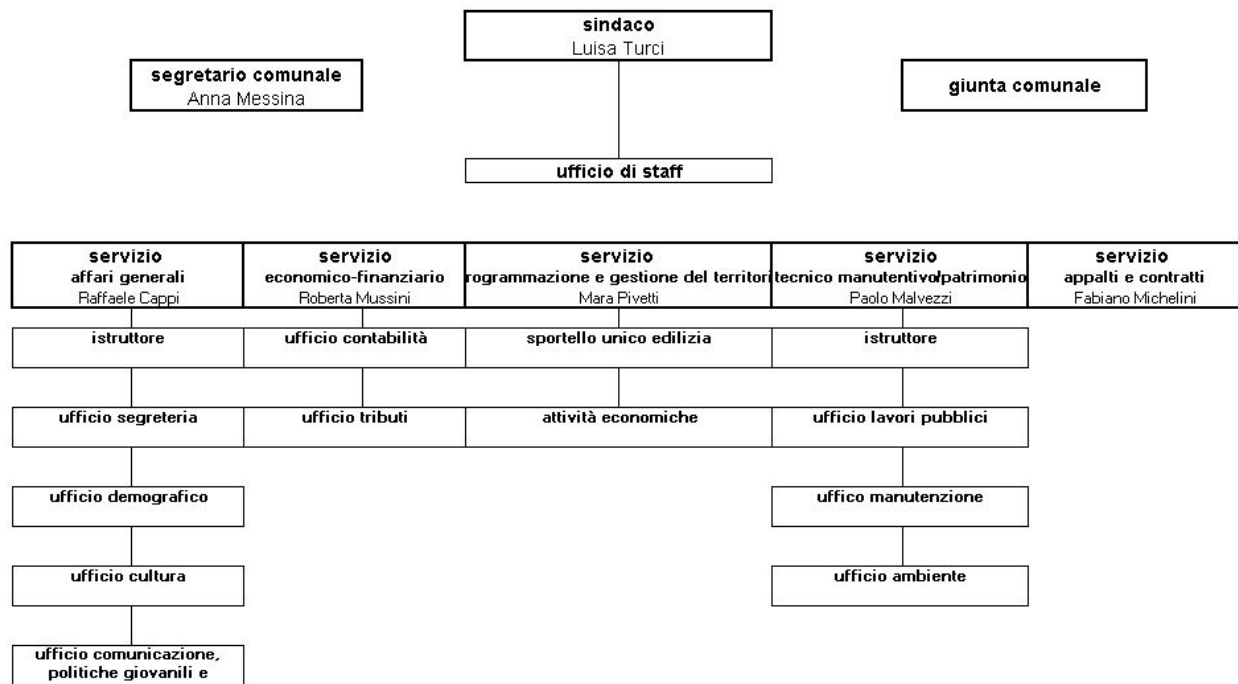 sindaco
Luisa Turci
segretario comunale
Anna Messina
giunta comunale
ufficio di staff
servizio
affari generali
Raffaele Cappi
servizio
economico-finanziario
Roberta Mussini
servizio
rogrammazione e gestione del territori
Mara Pivetti
servizio
tecnico manutentivo/patrimonio
Paolo Malvezzi
servizio
appalti e contratti
Fabiano Michelini
istruttore
ufficio contabilità
sportello unico edilizia
istruttore
ufficio segreteria
ufficio tributi
attività economiche
ufficio lavori pubblici
ufficio demografico
uffico manutenzione
ufficio cultura
ufficio ambiente
ufficio comunicazione,
politiche giovanili e